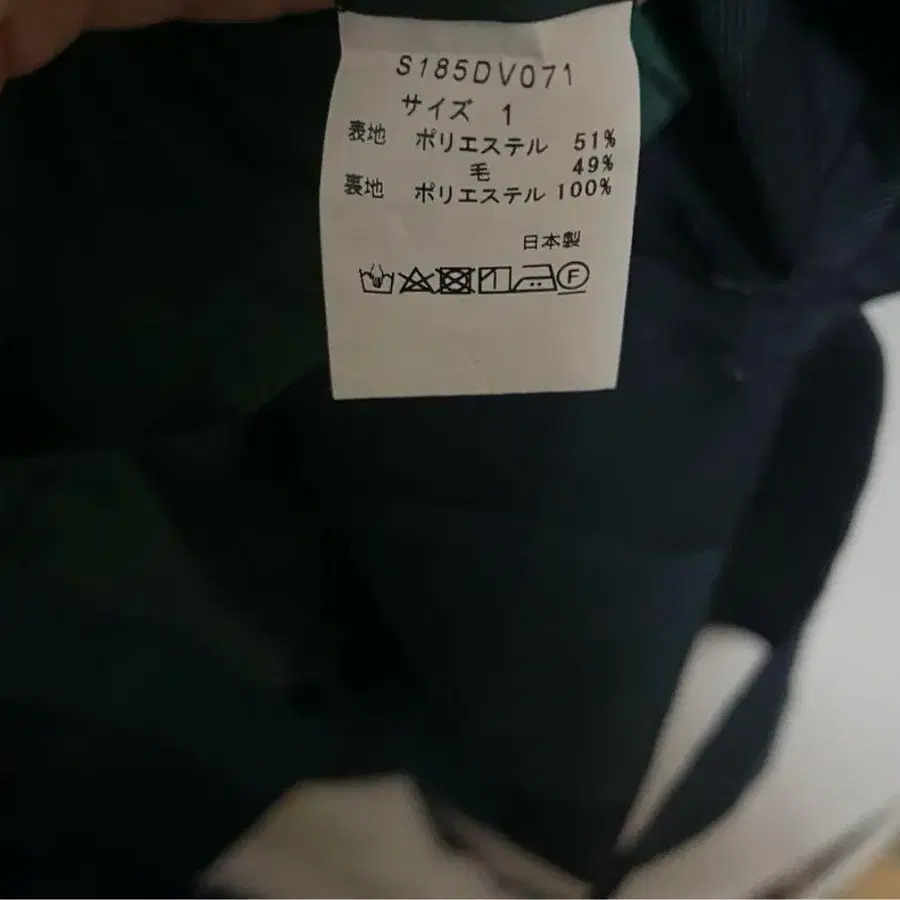 S185DV071
サイズ 1
表地 ポリエステル 51%
毛 49%
裏地 ポリエステル 100%
日本製
F